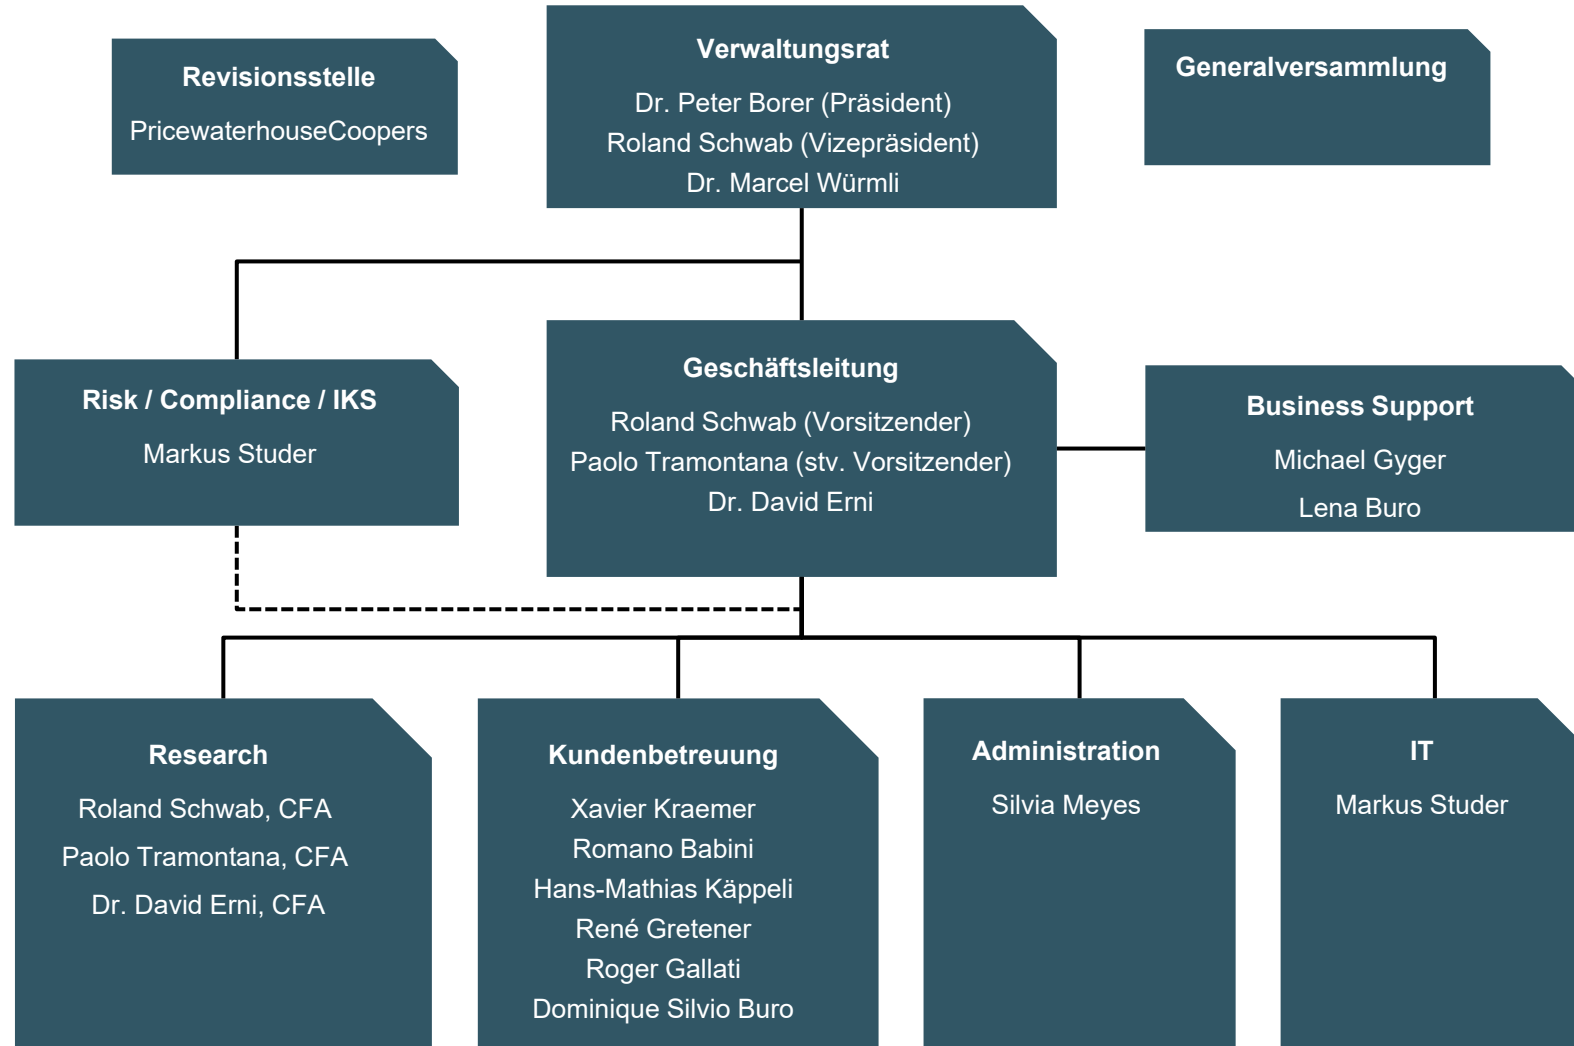 Revisionsstelle
PricewaterhouseCoopers
Verwaltungsrat
Dr. Peter Borer (Präsident)
Roland Schwab (Vizepräsident)
Dr. Marcel Würmli
Generalversammlung
Risk / Compliance / IKS
Markus Studer
Geschäftsleitung
Roland Schwab (Vorsitzender)
Paolo Tramontana (stv. Vorsitzender)
Dr. David Erni
Business Support
Michael Gyger
Lena Buro
Research
Roland Schwab, CFA
Paolo Tramontana, CFA
Dr. David Erni, CFA
Kundenbetreuung
Xavier Kraemer
Romano Babini
Hans-Mathias Käppeli
René Gretener
Roger Gallati
Dominique Silvio Buro
Administration
Silvia Meyes
IT
Markus Studer